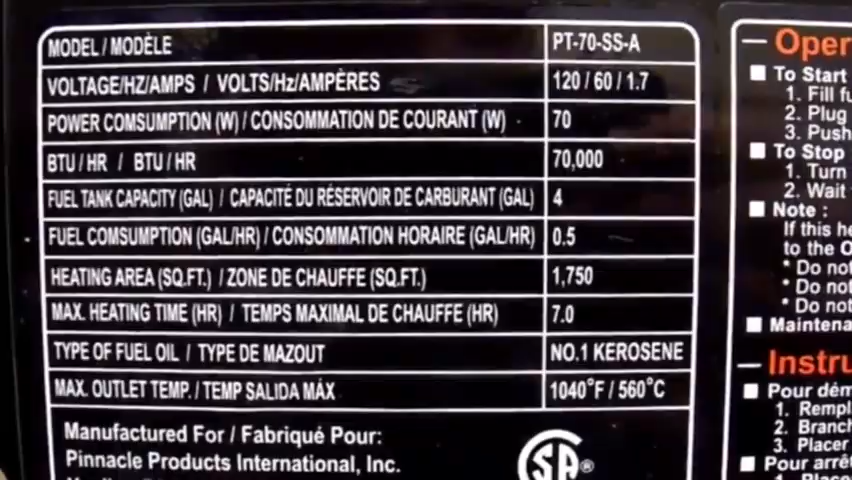 MODEL / MODÈLE PT-70-SS-A
VOLTAGE/HZ/AMPS / VOLTS/Hz/AMPÈRES 120 / 60 / 1.7
POWER COMSUMPTION (W) / CONSOMMATION DE COURANT (W) 70
BTU / HR / BTU / HR 70,000
FUEL TANK CAPACITY (GAL) / CAPACITÉ DU RÉSERVOIR DE CARBURANT (GAL) 4
FUEL COMSUMPTION (GAL/HR) / CONSOMMATION HORAIRE (GAL/HR) 0.5
HEATING AREA (SQ.FT.) / ZONE DE CHAUFFE (SQ.FT.) 1,750
MAX. HEATING TIME (HR) / TEMPS MAXIMAL DE CHAUFFE (HR) 7.0
TYPE OF FUEL OIL / TYPE DE MAZOUT NO.1 KEROSENE
MAX. OUTLET TEMP. / TEMP SALIDA MÁX 1040°F / 560°C
Manufactured For / Fabriqué Pour:
Pinnacle Products International, Inc.
SA®
— Oper
■ To Start
1. Fill fu
2. Plug
3. Push
■ To Stop
1. Turn
2. Wait
■ Note :
If this he
to the O
* Do not
* Do not
* Do not
■ Maintena
— Instru
■ Pour dém
1. Rempl
2. Branch
3. Placer
■ Pour arrêt